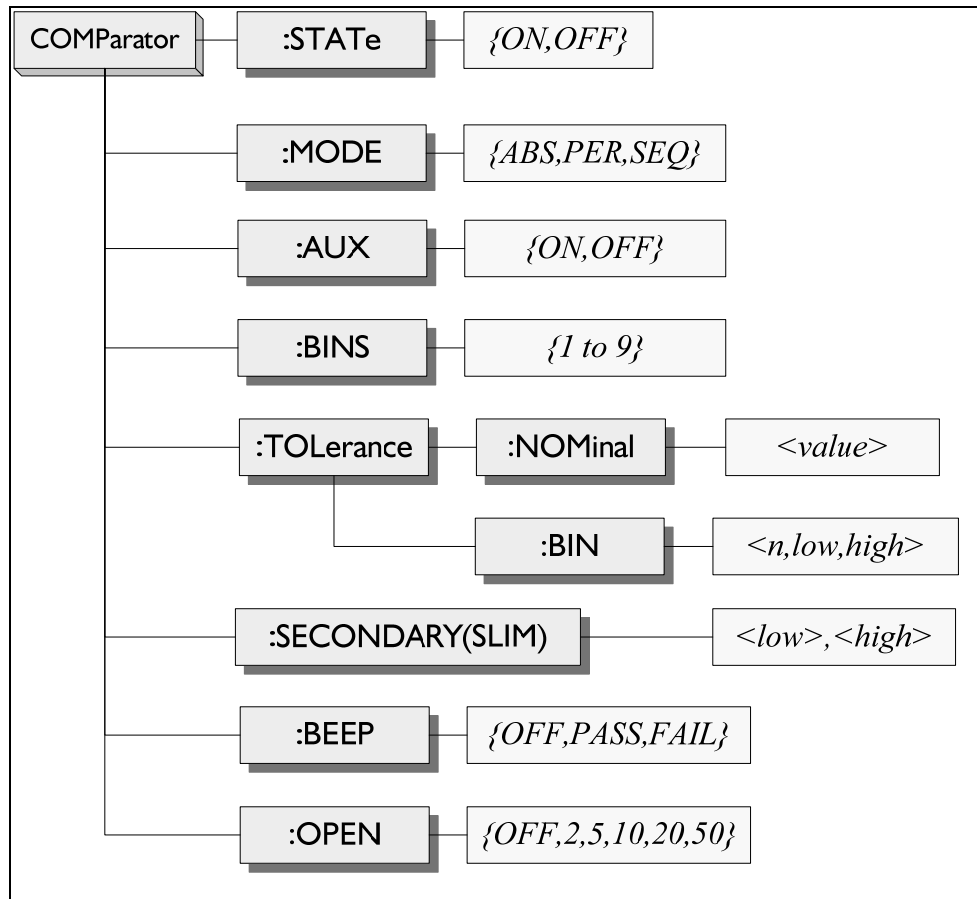 COMParator :STATe {ON,OFF}
:MODE {ABS,PER,SEQ}
:AUX {ON,OFF}
:BINS {1 to 9}
:TOLerance :NOMinal <value>
:BIN <n,low,high>
:SECONDARY(SLIM) <low>,<high>
:BEEP {OFF,PASS,FAIL}
:OPEN {OFF,2,5,10,20,50}